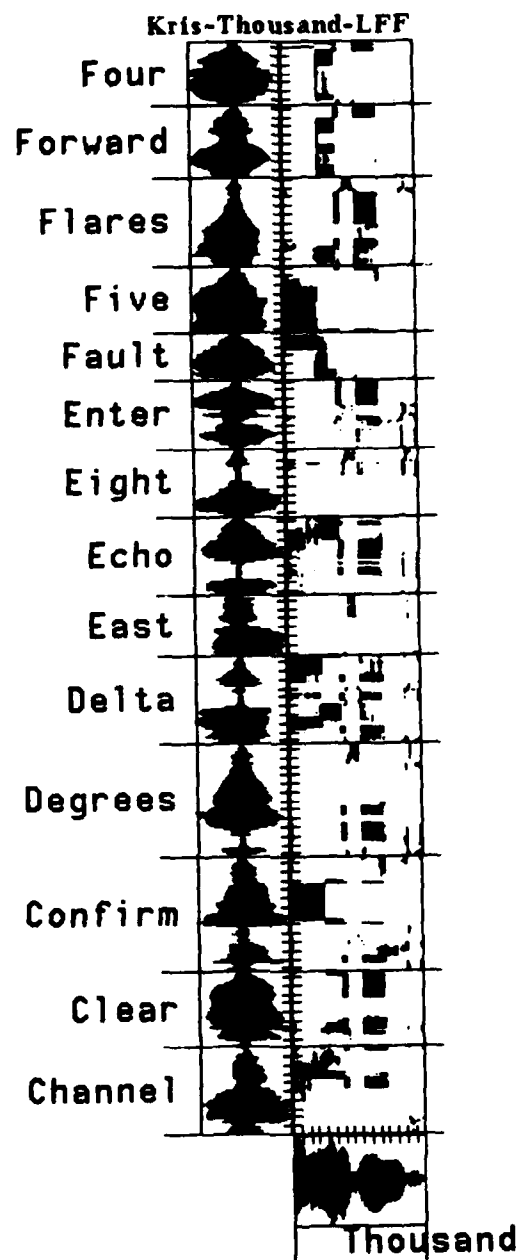 Kris-Thousand-LFF
Four
Forward
Flares
Five
Fault
Enter
Eight
Echo
East
Delta
Degrees
Confirm
Clear
Channel
Thousand